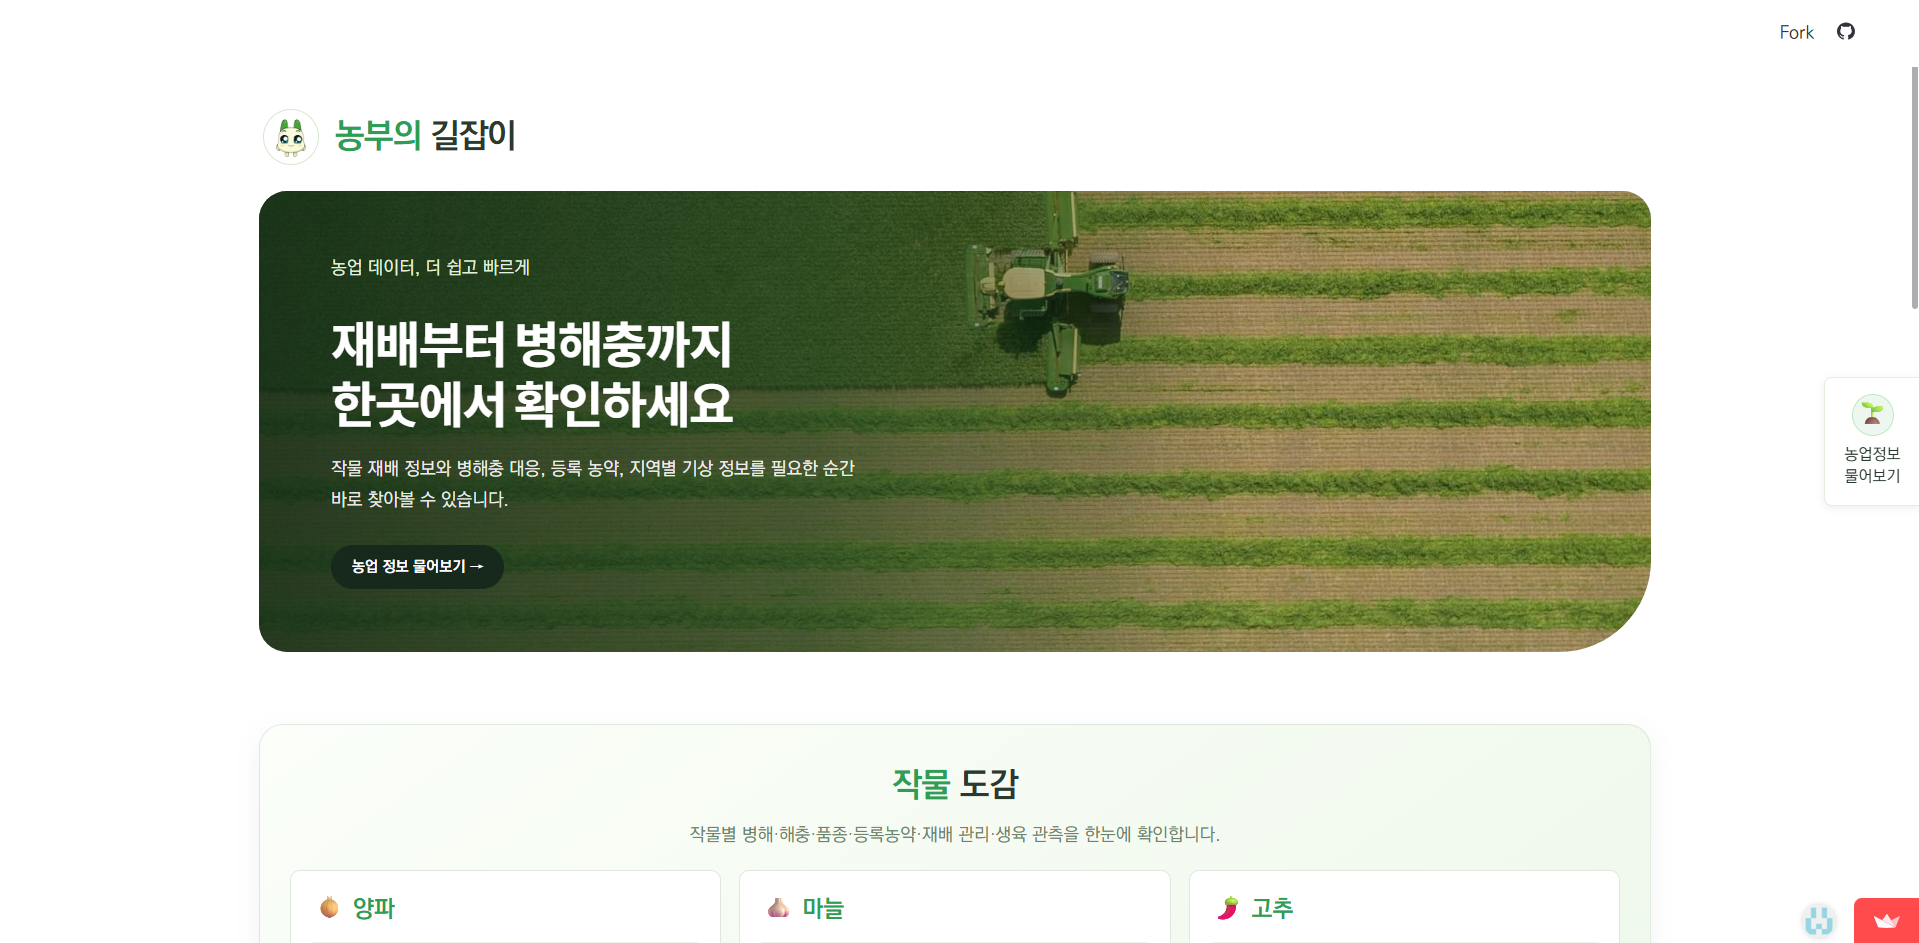 Fork
농부의 길잡이
농업 데이터, 더 쉽고 빠르게
재배부터 병해충까지
한곳에서 확인하세요
작물 재배 정보와 병해충 대응, 등록 농약, 지역별 기상 정보를 필요한 순간
바로 찾아볼 수 있습니다.
농업 정보 물어보기 →
농업정보
물어보기
작물 도감
작물별 병해·해충·품종·등록농약·재배 관리·생육 관측을 한눈에 확인합니다.
양파
마늘
고추